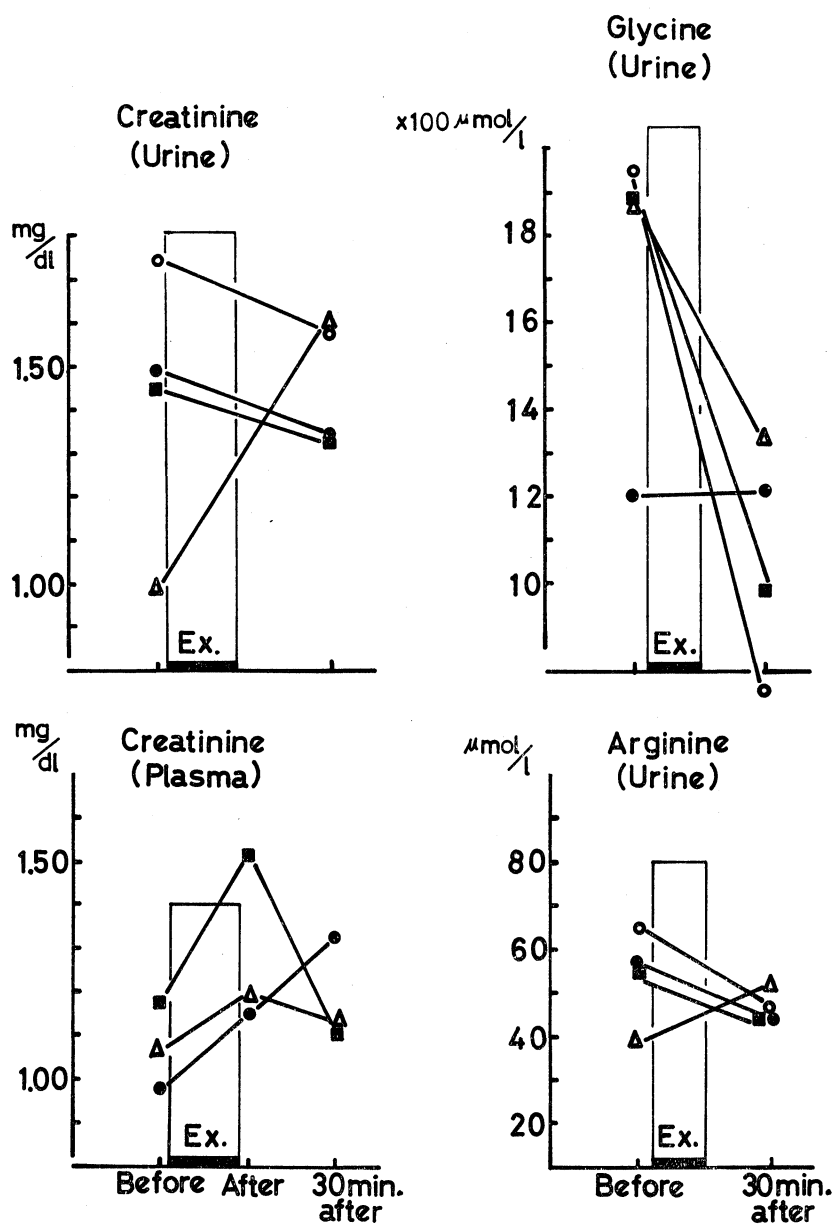 Creatinine
(Urine)
mg/dl
1.50
1.00
Ex.
Glycine
(Urine)
x100 μmol/l
18
16
14
12
10
Ex.
Creatinine
(Plasma)
mg/dl
1.50
1.00
Ex.
Before After 30min.
after
Arginine
(Urine)
μmol/l
80
60
40
20
Ex.
Before 30min.
after